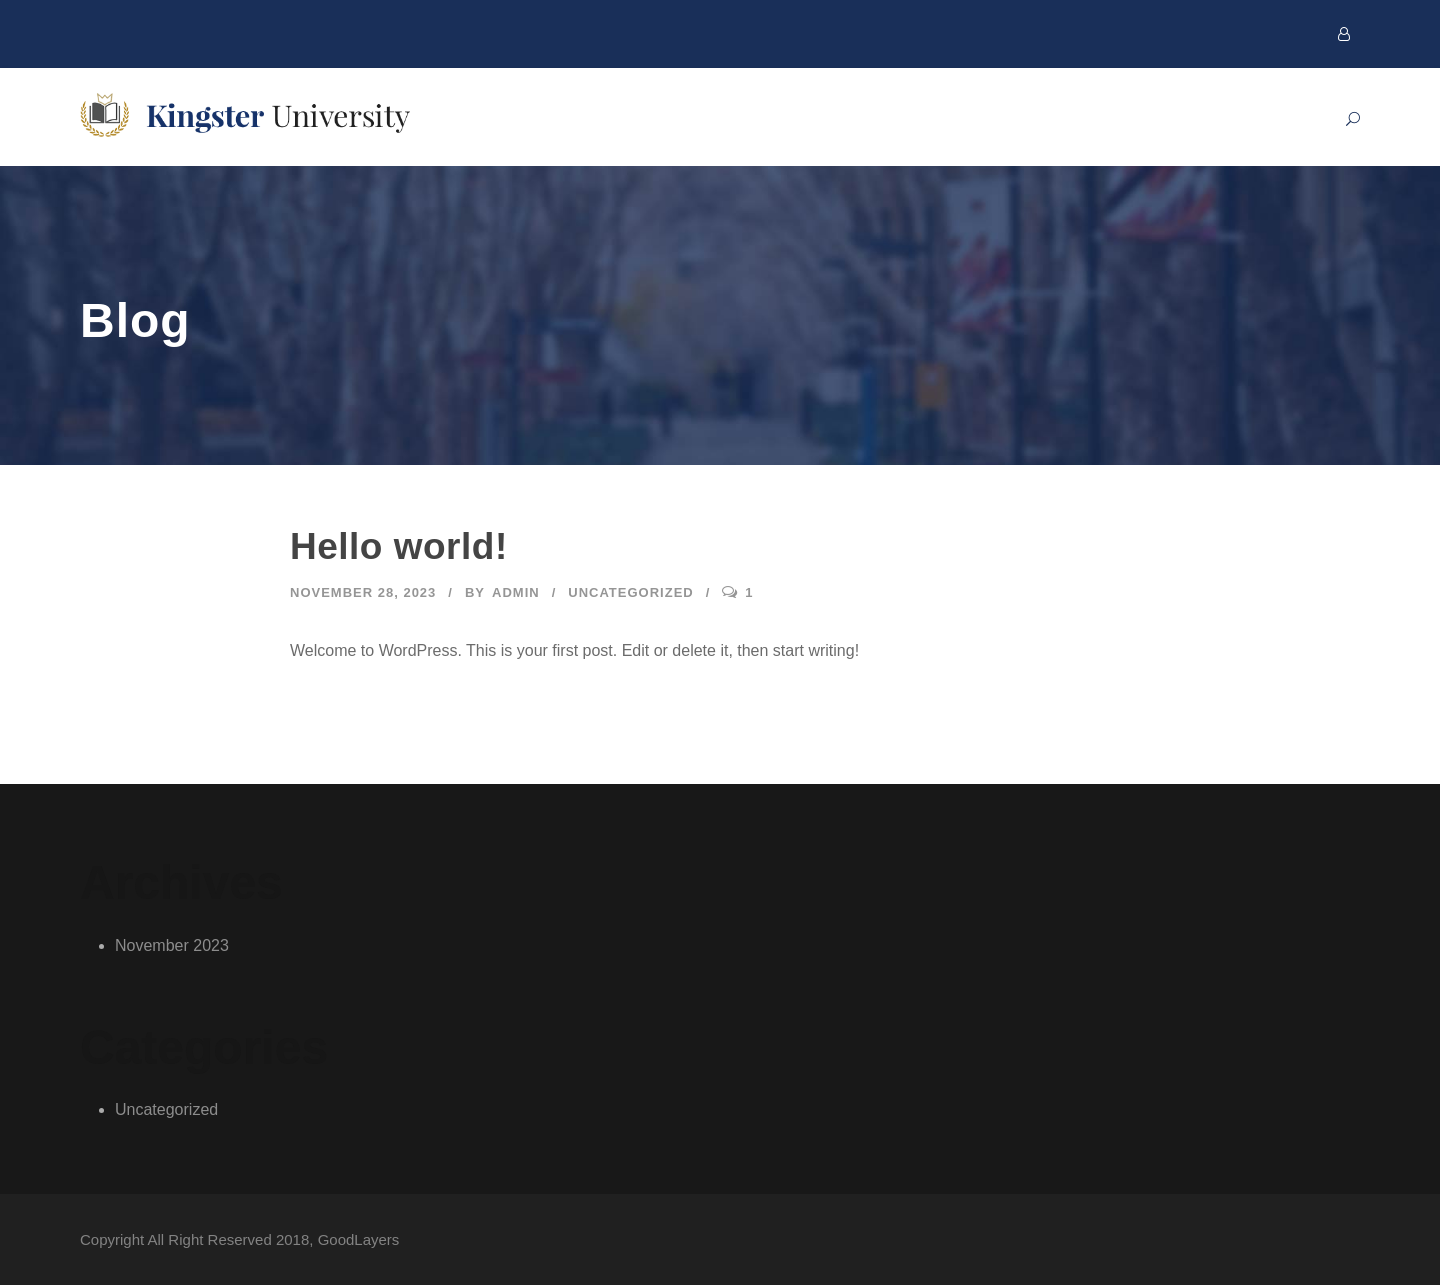 Kingster University
Blog
Hello world!
NOVEMBER 28, 2023 / BY ADMIN / UNCATEGORIZED / 1
Welcome to WordPress. This is your first post. Edit or delete it, then start writing!
Archives
November 2023
Categories
Uncategorized
Copyright All Right Reserved 2018, GoodLayers